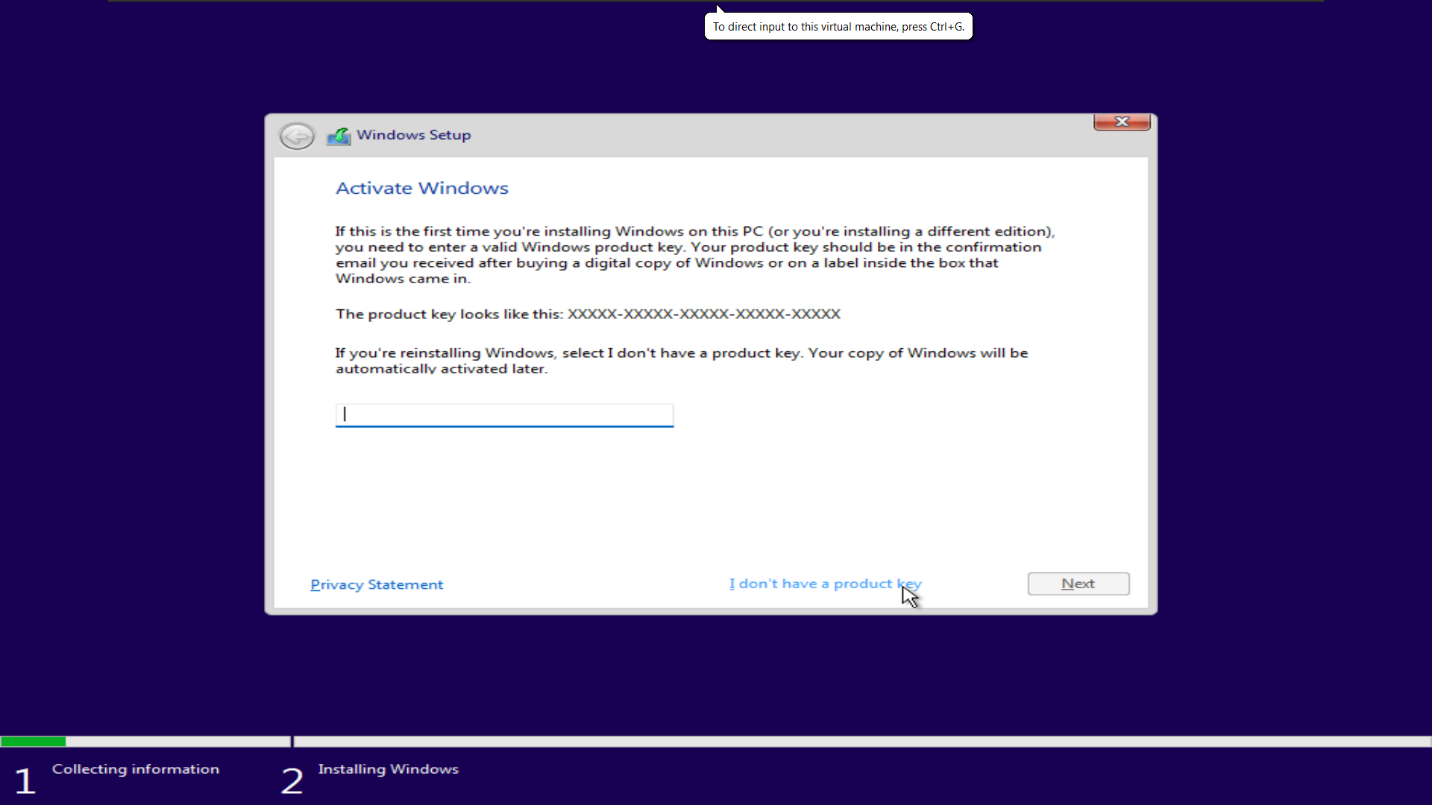 To direct input to this virtual machine, press Ctrl+G.
Windows Setup
Activate Windows
If this is the first time you're installing Windows on this PC (or you're installing a different edition),
you need to enter a valid Windows product key. Your product key should be in the confirmation
email you received after buying a digital copy of Windows or on a label inside the box that
Windows came in.
The product key looks like this: XXXXX-XXXXX-XXXXX-XXXXX-XXXXX
If you're reinstalling Windows, select I don't have a product key. Your copy of Windows will be
automatically activated later.
Privacy Statement
I don't have a product key
Next
1 Collecting information
2 Installing Windows